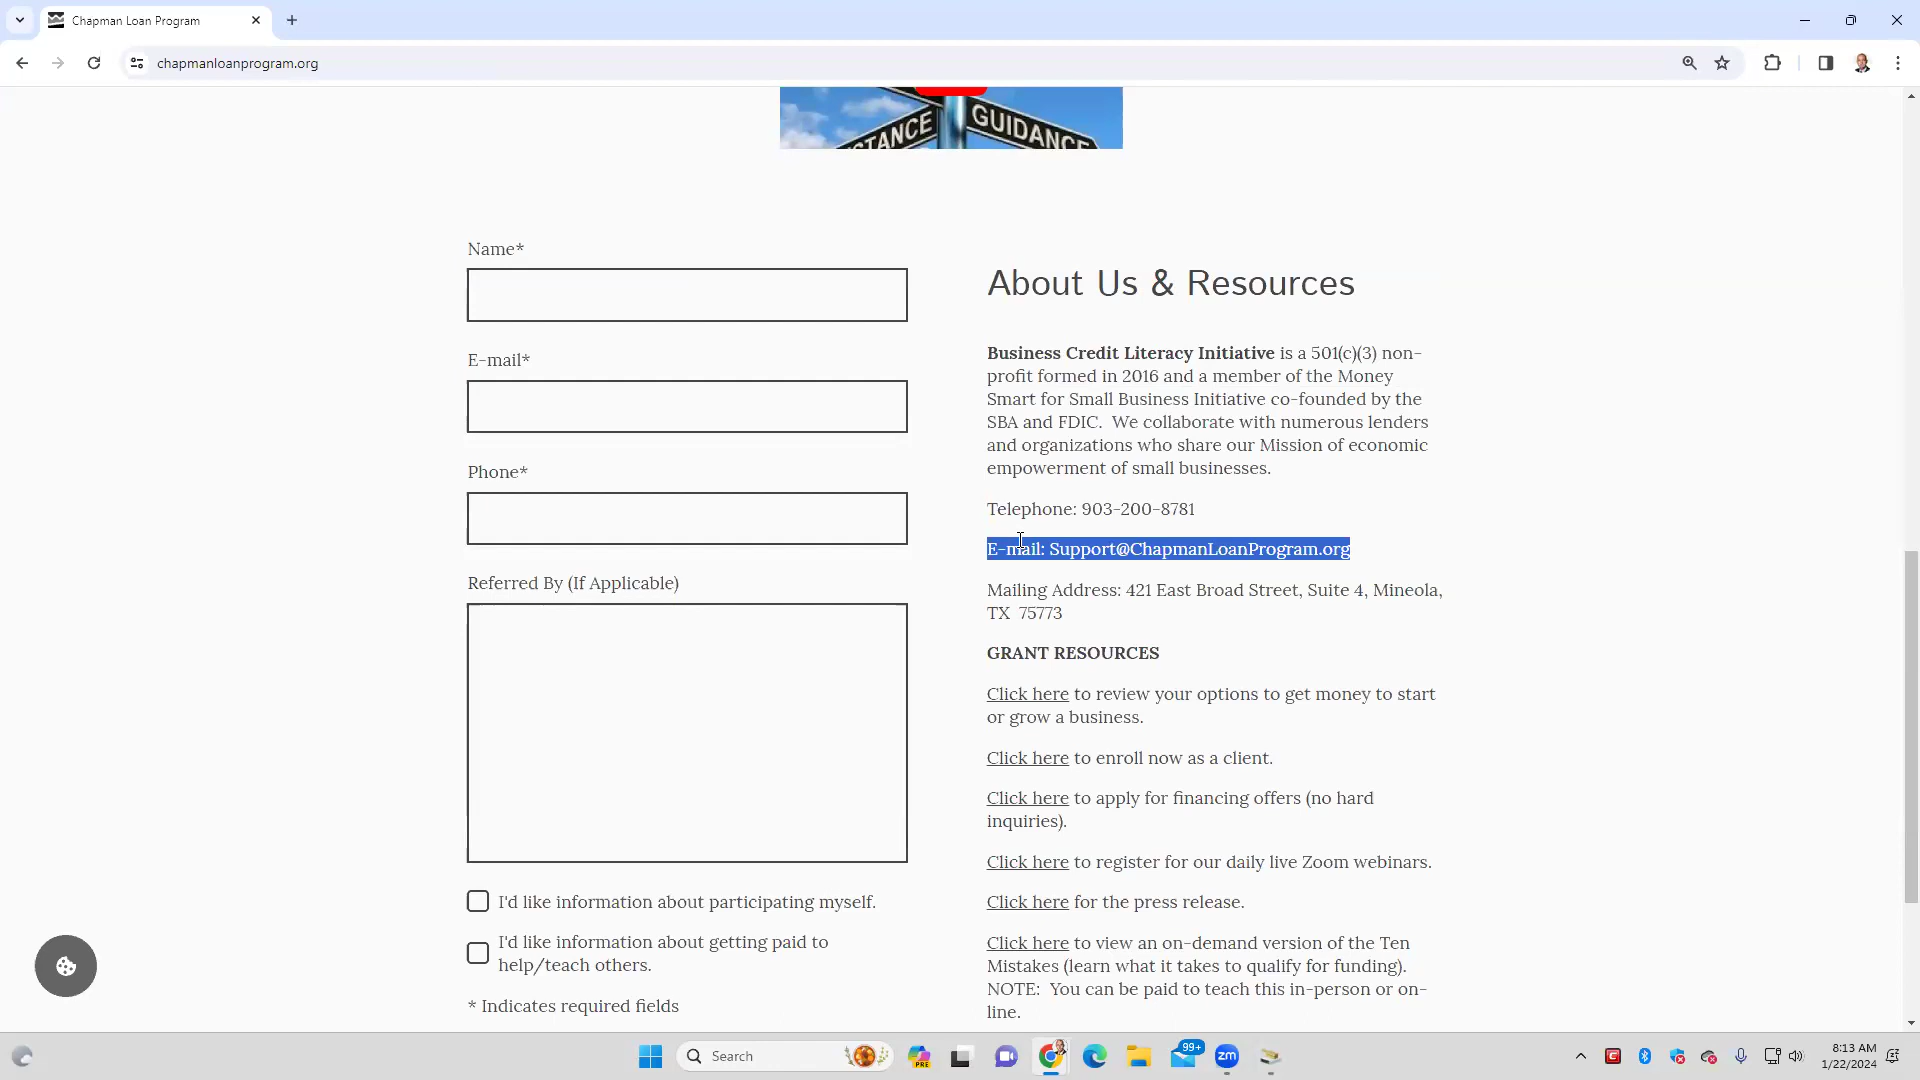 Chapman Loan Program
chapmanloanprogram.org
GUIDANCE
Name*
E-mail*
Phone*
Referred By (If Applicable)
I'd like information about participating myself.
I'd like information about getting paid to
help/teach others.
* Indicates required fields
About Us & Resources
Business Credit Literacy Initiative is a 501(c)(3) non-
profit formed in 2016 and a member of the Money
Smart for Small Business Initiative co-founded by the
SBA and FDIC.  We collaborate with numerous lenders
and organizations who share our Mission of economic
empowerment of small businesses.
Telephone: 903-200-8781
E-mail: Support@ChapmanLoanProgram.org
Mailing Address: 421 East Broad Street, Suite 4, Mineola,
TX  75773
GRANT RESOURCES
Click here to review your options to get money to start
or grow a business.
Click here to enroll now as a client.
Click here to apply for financing offers (no hard
inquiries).
Click here to register for our daily live Zoom webinars.
Click here for the press release.
Click here to view an on-demand version of the Ten
Mistakes (learn what it takes to qualify for funding).
NOTE:  You can be paid to teach this in-person or on-
line.
Search
PRE
99+
zm
8:13 AM
1/22/2024